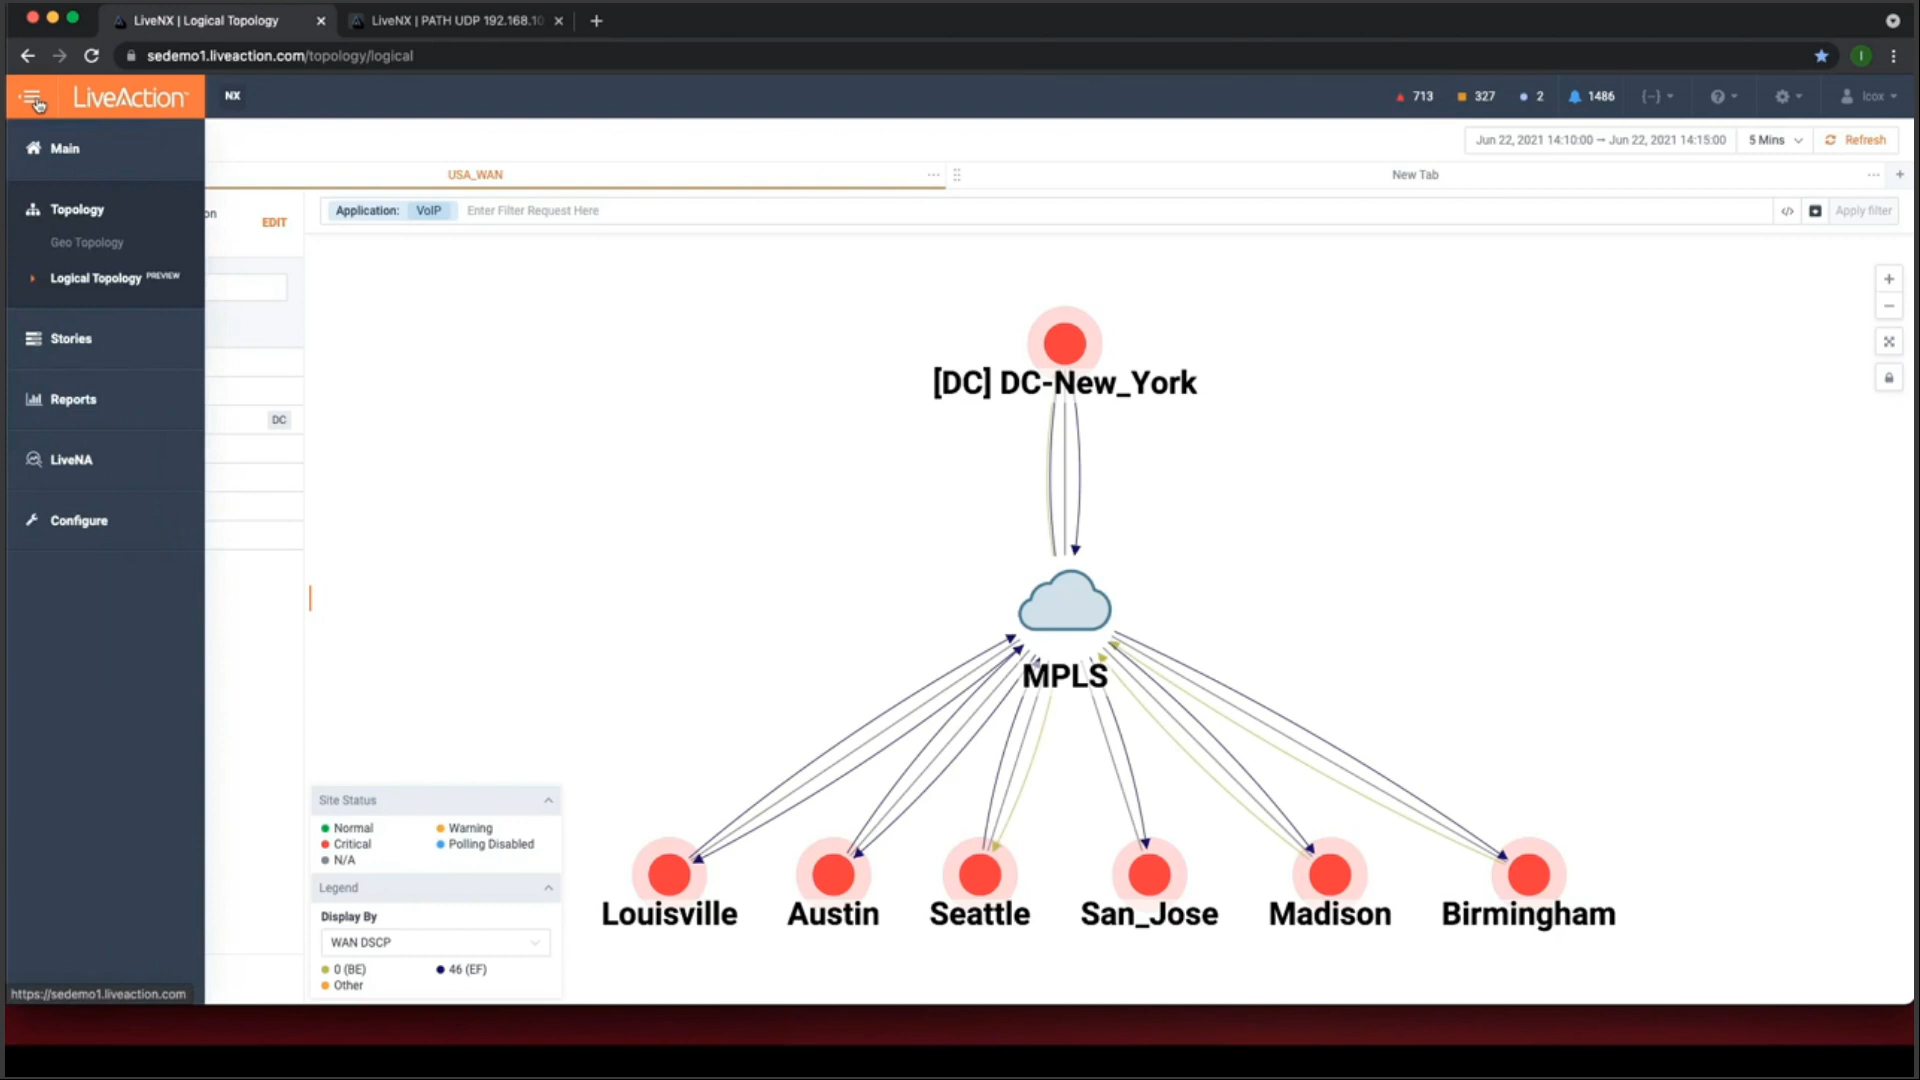 LiveNX | Logical Topology
LiveNX | PATH UDP 192.168.10
sedemo1.liveaction.com/topology/logical
LiveAction
NX
713
327
2
1486
lcox
Main
Jun 22, 2021 14:10:00 → Jun 22, 2021 14:15:00
5 Mins
Refresh
USA_WAN
New Tab
Topology
on
EDIT
Application: VoIP
Enter Filter Request Here
Apply filter
Geo Topology
Logical Topology PREVIEW
Stories
Reports
DC
LiveNA
Configure
[DC] DC-New_York
MPLS
Louisville
Austin
Seattle
San_Jose
Madison
Birmingham
Site Status
Normal
Warning
Critical
Polling Disabled
N/A
Legend
Display By
WAN DSCP
0 (BE)
46 (EF)
Other
https://sedemo1.liveaction.com